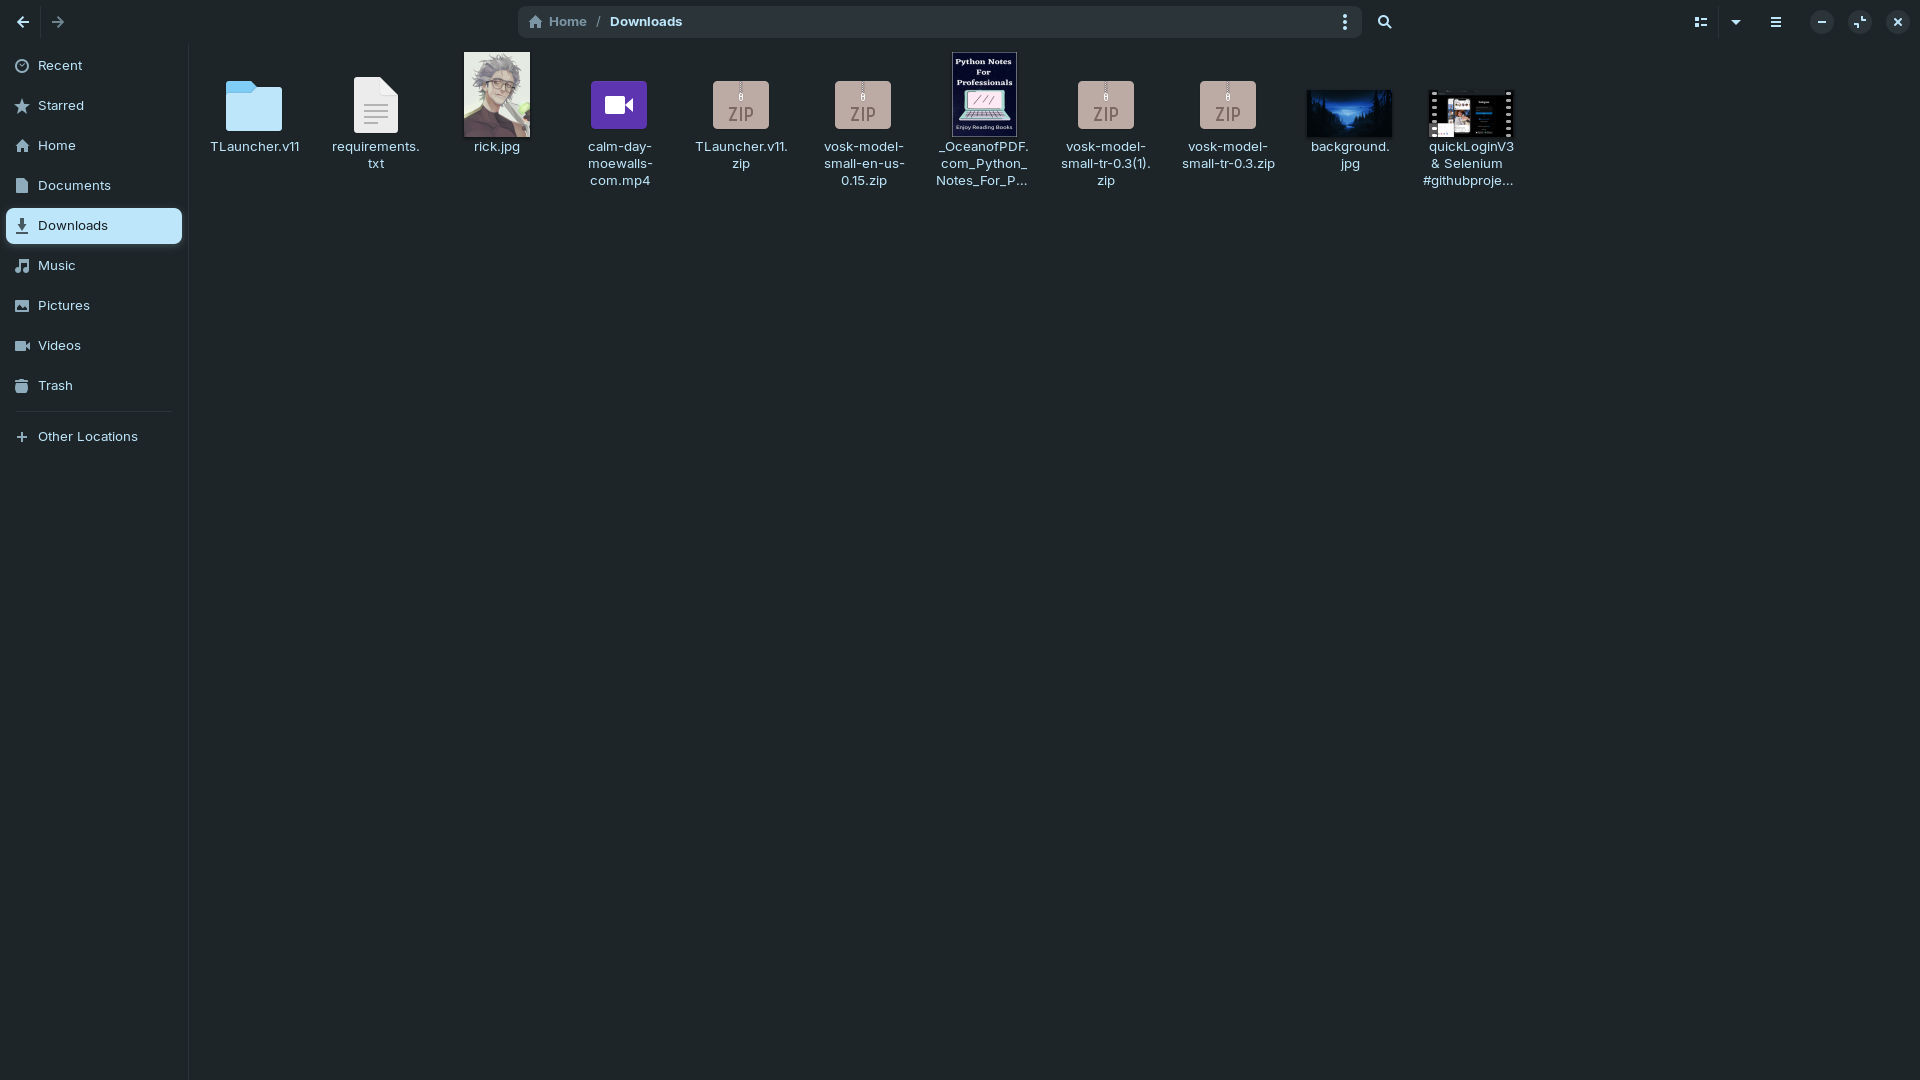 Home / Downloads
Recent
Starred
Home
Documents
Downloads
Music
Pictures
Videos
Trash
Other Locations
TLauncher.v11
requirements.
txt
rick.jpg
calm-day-
moewalls-
com.mp4
ZIP
TLauncher.v11.
zip
ZIP
vosk-model-
small-en-us-
0.15.zip
Python Notes
For
Professionals
Enjoy Reading Books
_OceanofPDF.
com_Python_
Notes_For_P...
ZIP
vosk-model-
small-tr-0.3(1).
zip
ZIP
vosk-model-
small-tr-0.3.zip
background.
jpg
quickLoginV3
& Selenium
#githubproje...